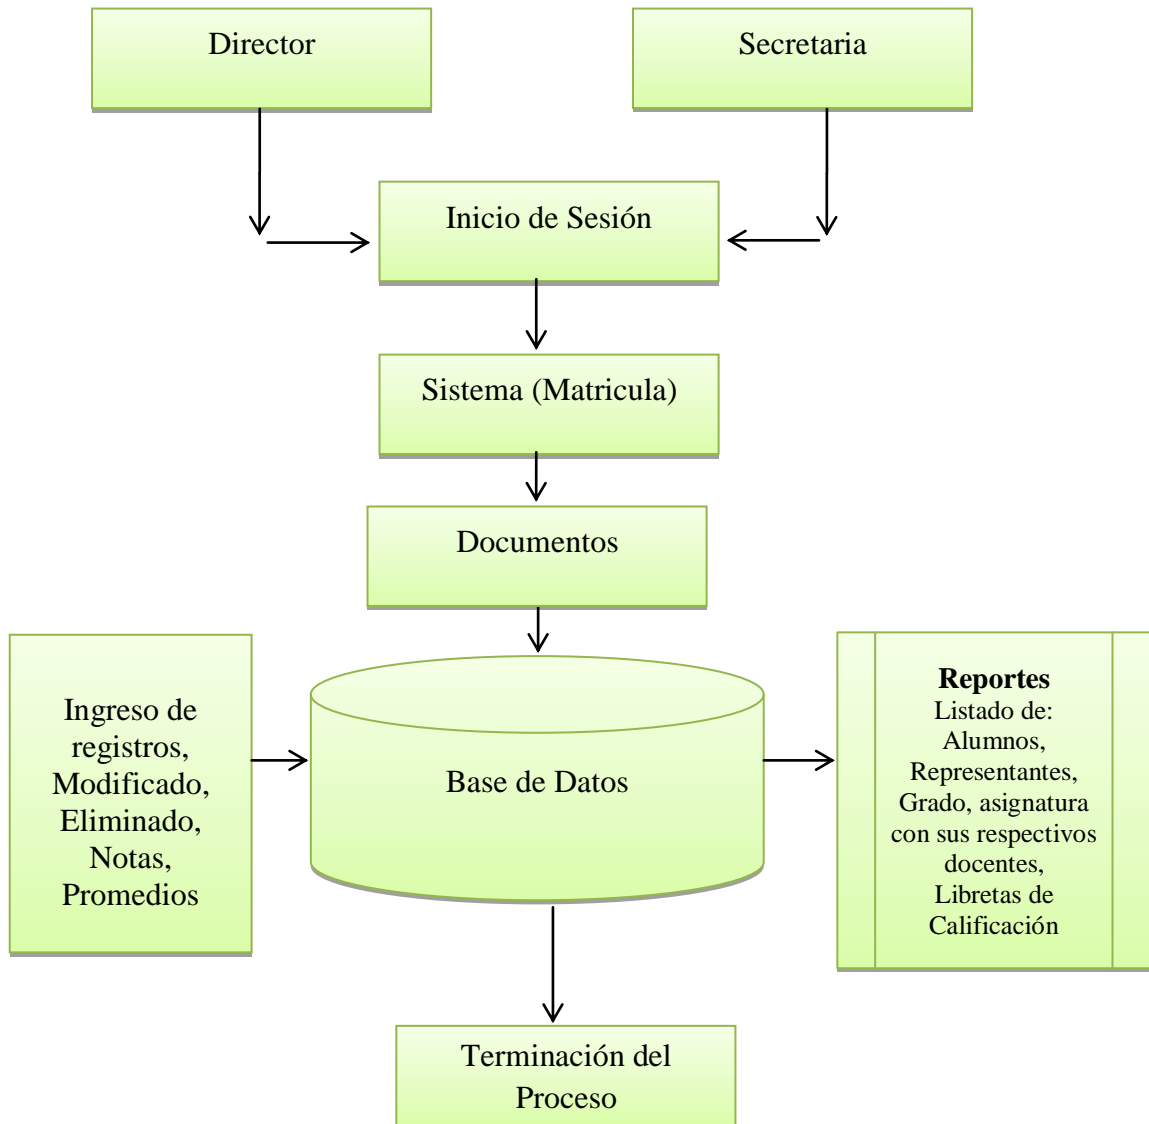 Director
Secretaria
Inicio de Sesión
Sistema (Matricula)
Documentos
Ingreso de
registros,
Modificado,
Eliminado,
Notas,
Promedios
Base de Datos
Reportes
Listado de:
Alumnos,
Representantes,
Grado, asignatura
con sus respectivos
docentes,
Libretas de
Calificación
Terminación del
Proceso